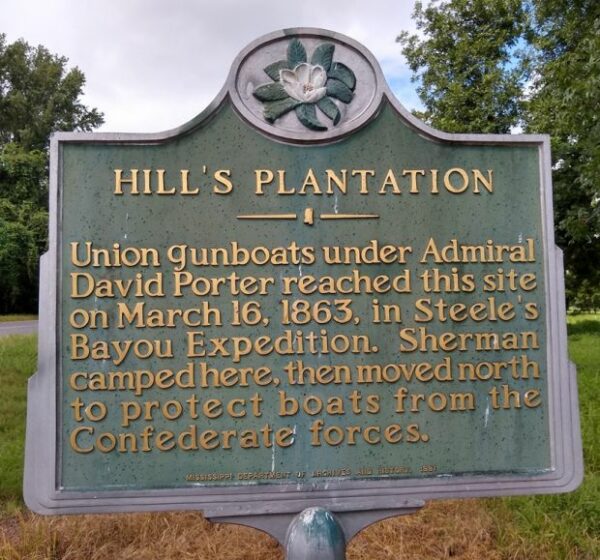 HILL'S PLANTATION
Union gunboats under Admiral
David Porter reached this site
on March 16, 1863, in Steele's
Bayou Expedition. Sherman
camped here, then moved north
to protect boats from the
Confederate forces.
MISSISSIPPI DEPARTMENT OF ARCHIVES AND HISTORY,